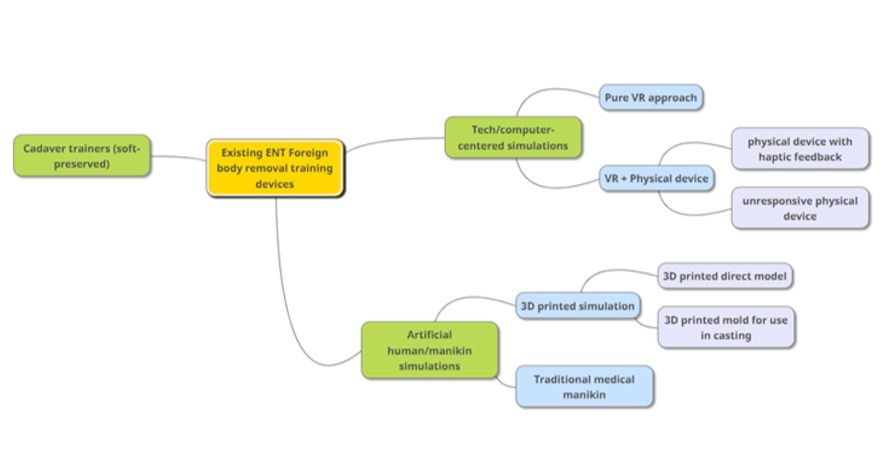 Cadaver trainers (soft-
preserved)
Existing ENT Foreign
body removal training
devices
Tech/computer-
centered simulations
Pure VR approach
VR + Physical device
physical device with
haptic feedback
unresponsive physical
device
Artificial
human/manikin
simulations
3D printed simulation
3D printed direct model
3D printed mold for use
in casting
Traditional medical
manikin